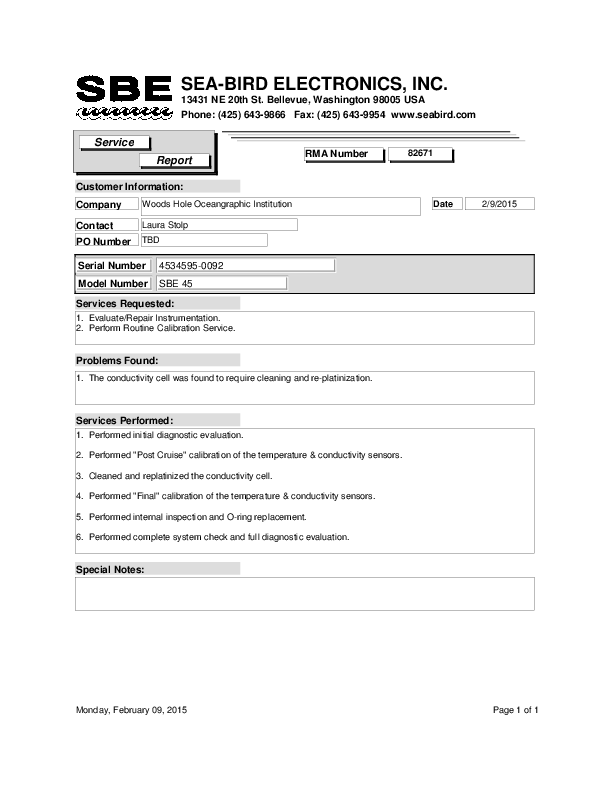 SBE SEA-BIRD ELECTRONICS, INC.
13431 NE 20th St. Bellevue, Washington 98005 USA
Phone: (425) 643-9866 Fax: (425) 643-9954 www.seabird.com
Service
Report
RMA Number 82671
Customer Information:
Company Woods Hole Oceangraphic Institution Date 2/9/2015
Contact Laura Stolp
PO Number TBD
Serial Number 4534595-0092
Model Number SBE 45
Services Requested:
1. Evaluate/Repair Instrumentation.
2. Perform Routine Calibration Service.
Problems Found:
1. The conductivity cell was found to require cleaning and re-platinization.
Services Performed:
1. Performed initial diagnostic evaluation.
2. Performed "Post Cruise" calibration of the temperature & conductivity sensors.
3. Cleaned and replatinized the conductivity cell.
4. Performed "Final" calibration of the temperature & conductivity sensors.
5. Performed internal inspection and O-ring replacement.
6. Performed complete system check and full diagnostic evaluation.
Special Notes:
Monday, February 09, 2015 Page 1 of 1